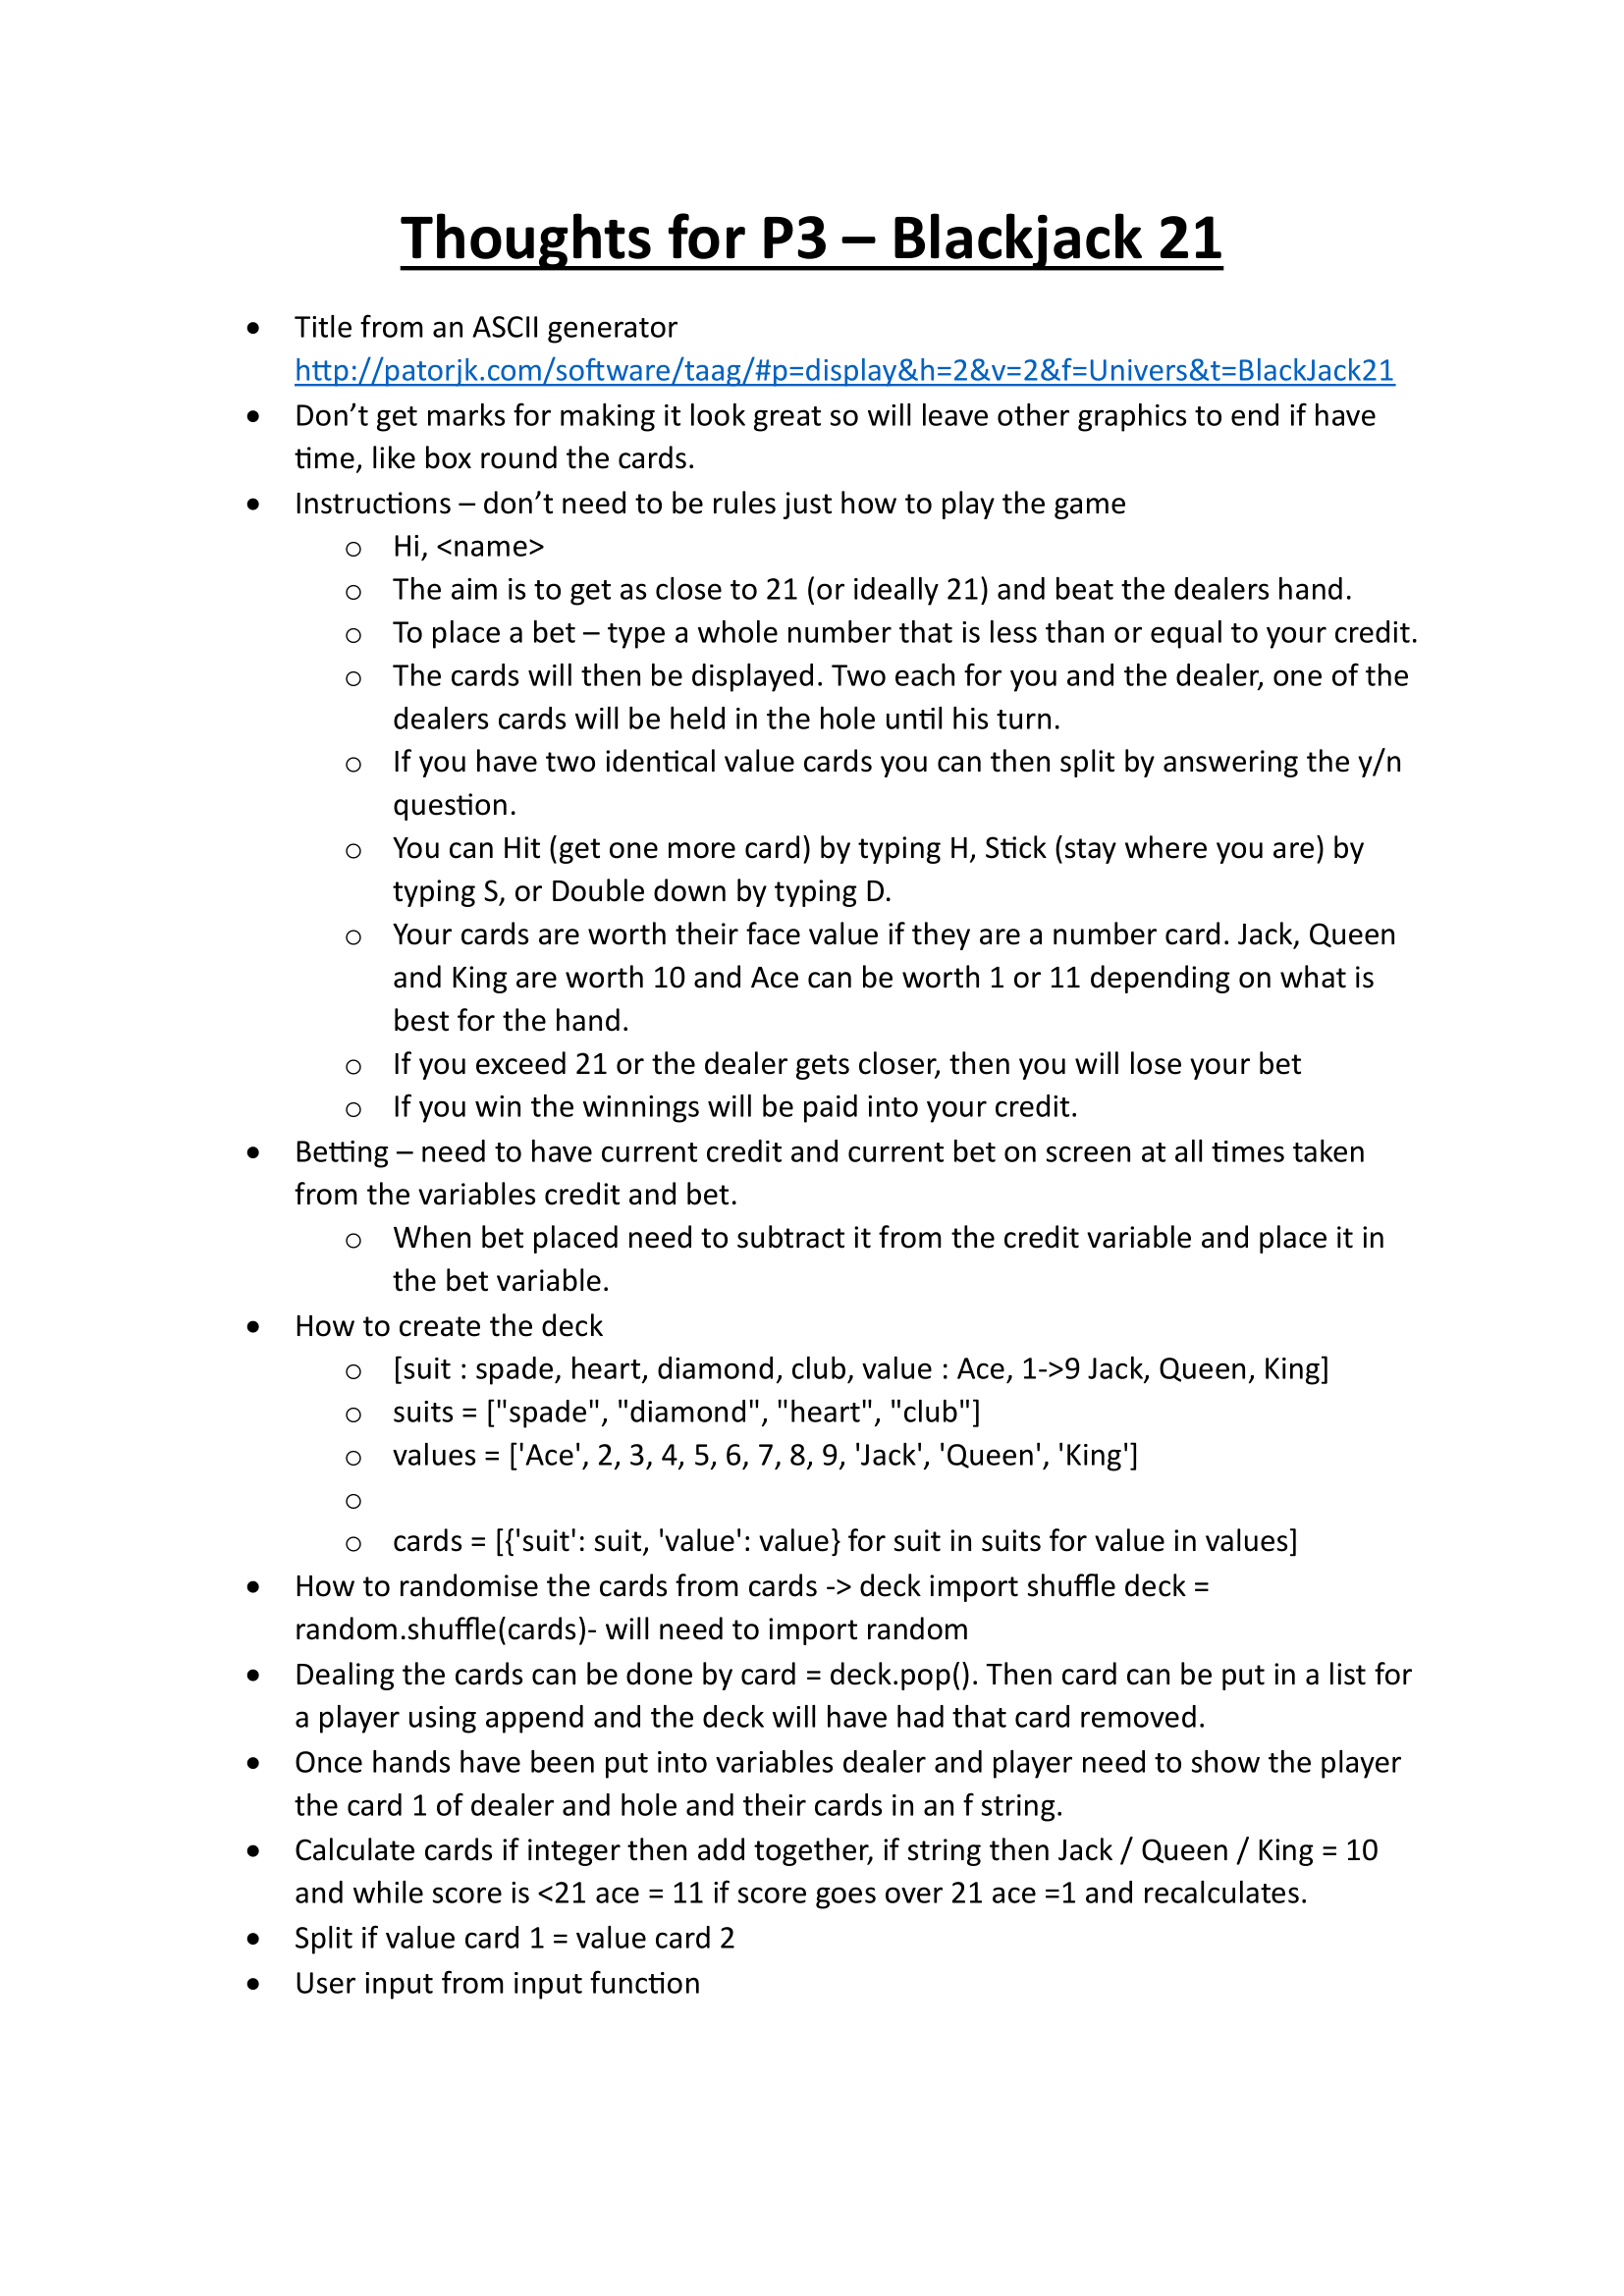 Thoughts for P3 – Blackjack 21
• Title from an ASCII generator
http://patorjk.com/software/taag/#p=display&h=2&v=2&f=Univers&t=BlackJack21
• Don’t get marks for making it look great so will leave other graphics to end if have
time, like box round the cards.
• Instructions – don’t need to be rules just how to play the game
o Hi, <name>
o The aim is to get as close to 21 (or ideally 21) and beat the dealers hand.
o To place a bet – type a whole number that is less than or equal to your credit.
o The cards will then be displayed. Two each for you and the dealer, one of the
dealers cards will be held in the hole until his turn.
o If you have two identical value cards you can then split by answering the y/n
question.
o You can Hit (get one more card) by typing H, Stick (stay where you are) by
typing S, or Double down by typing D.
o Your cards are worth their face value if they are a number card. Jack, Queen
and King are worth 10 and Ace can be worth 1 or 11 depending on what is
best for the hand.
o If you exceed 21 or the dealer gets closer, then you will lose your bet
o If you win the winnings will be paid into your credit.
• Betting – need to have current credit and current bet on screen at all times taken
from the variables credit and bet.
o When bet placed need to subtract it from the credit variable and place it in
the bet variable.
• How to create the deck
o [suit : spade, heart, diamond, club, value : Ace, 1->9 Jack, Queen, King]
o suits = ["spade", "diamond", "heart", "club"]
o values = ['Ace', 2, 3, 4, 5, 6, 7, 8, 9, 'Jack', 'Queen', 'King']
o
o cards = [{'suit': suit, 'value': value} for suit in suits for value in values]
• How to randomise the cards from cards -> deck import shuffle deck =
random.shuffle(cards)- will need to import random
• Dealing the cards can be done by card = deck.pop(). Then card can be put in a list for
a player using append and the deck will have had that card removed.
• Once hands have been put into variables dealer and player need to show the player
the card 1 of dealer and hole and their cards in an f string.
• Calculate cards if integer then add together, if string then Jack / Queen / King = 10
and while score is <21 ace = 11 if score goes over 21 ace =1 and recalculates.
• Split if value card 1 = value card 2
• User input from input function